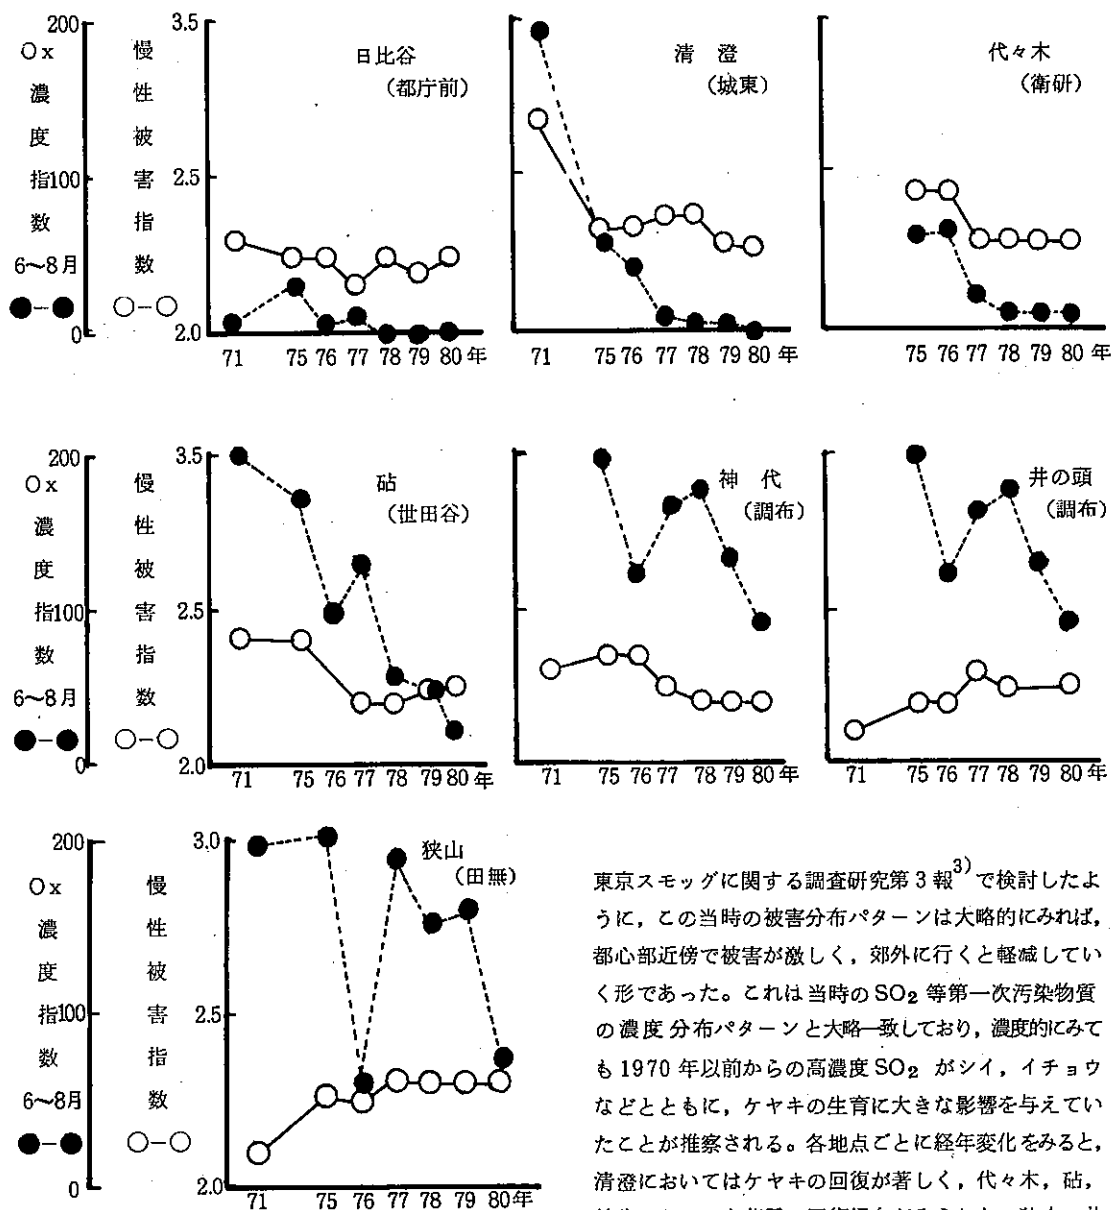 200
Ox
濃
度
指100
数
6～8月
●-●
0
慢
性
被
害
指
数
○-○
3.5
2.5
2.0
日比谷
(都庁前)
71 75 76 77 78 79 80 年
清 澄
(城東)
71 75 76 77 78 79 80 年
代々木
(衛研)
75 76 77 78 79 80 年
200
Ox
濃
度
指100
数
6～8月
●-●
0
慢
性
被
害
指
数
○-○
3.5
2.5
2.0
砧
(世田谷)
71 75 76 77 78 79 80 年
神 代
(調布)
71 75 76 77 78 79 80 年
井の頭
(調布)
71 75 76 77 78 79 80 年
200
Ox
濃
度
指100
数
6～8月
●-●
0
慢
性
被
害
指
数
○-○
3.0
2.5
2.0
狭山
(田無)
71 75 76 77 78 79 80年
東京スモッグに関する調査研究第3報3)で検討したよ
うに，この当時の被害分布パターンは大略的にみれば，
都心部近傍で被害が激しく，郊外に行くと軽減してい
く形であった。これは当時のSO2 等第一次汚染物質
の濃度分布パターンと大略一致しており，濃度的にみて
も1970年以前からの高濃度SO2 がシイ，イチョウ
などとともに，ケヤキの生育に大きな影響を与えてい
たことが推察される。各地点ごとに経年変化をみると，
清澄においてはケヤキの回復が著しく，代々木，砧，